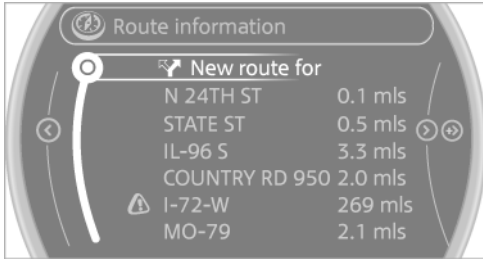 Route information
New route for
N 24TH ST 0.1 mls
STATE ST 0.5 mls
IL-96 S 3.3 mls
COUNTRY RD 950 2.0 mls
I-72-W 269 mls
MO-79 2.1 mls